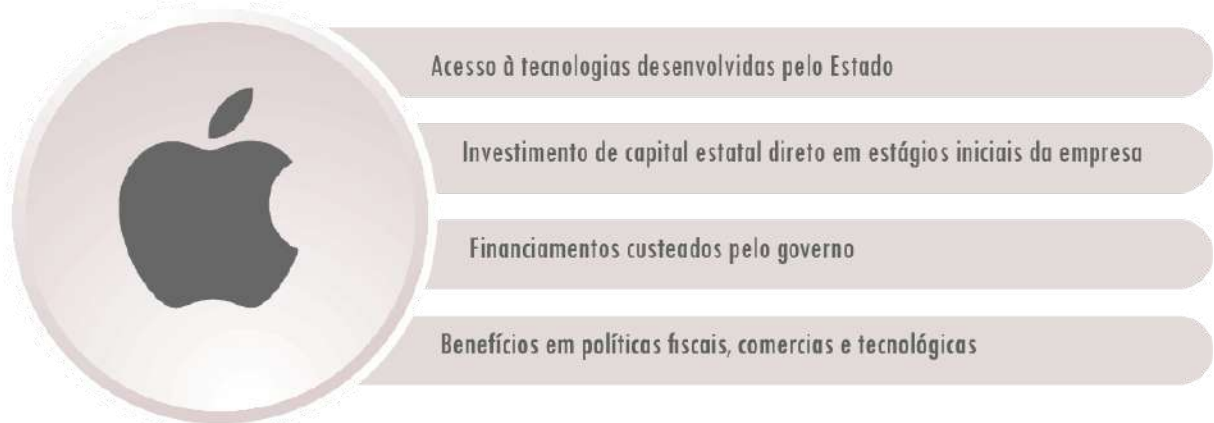 Acesso à tecnologias desenvolvidas pelo Estado
Investimento de capital estatal direto em estágios iniciais da empresa
Financiamentos custeados pelo governo
Benefícios em políticas fiscais, comercias e tecnológicas